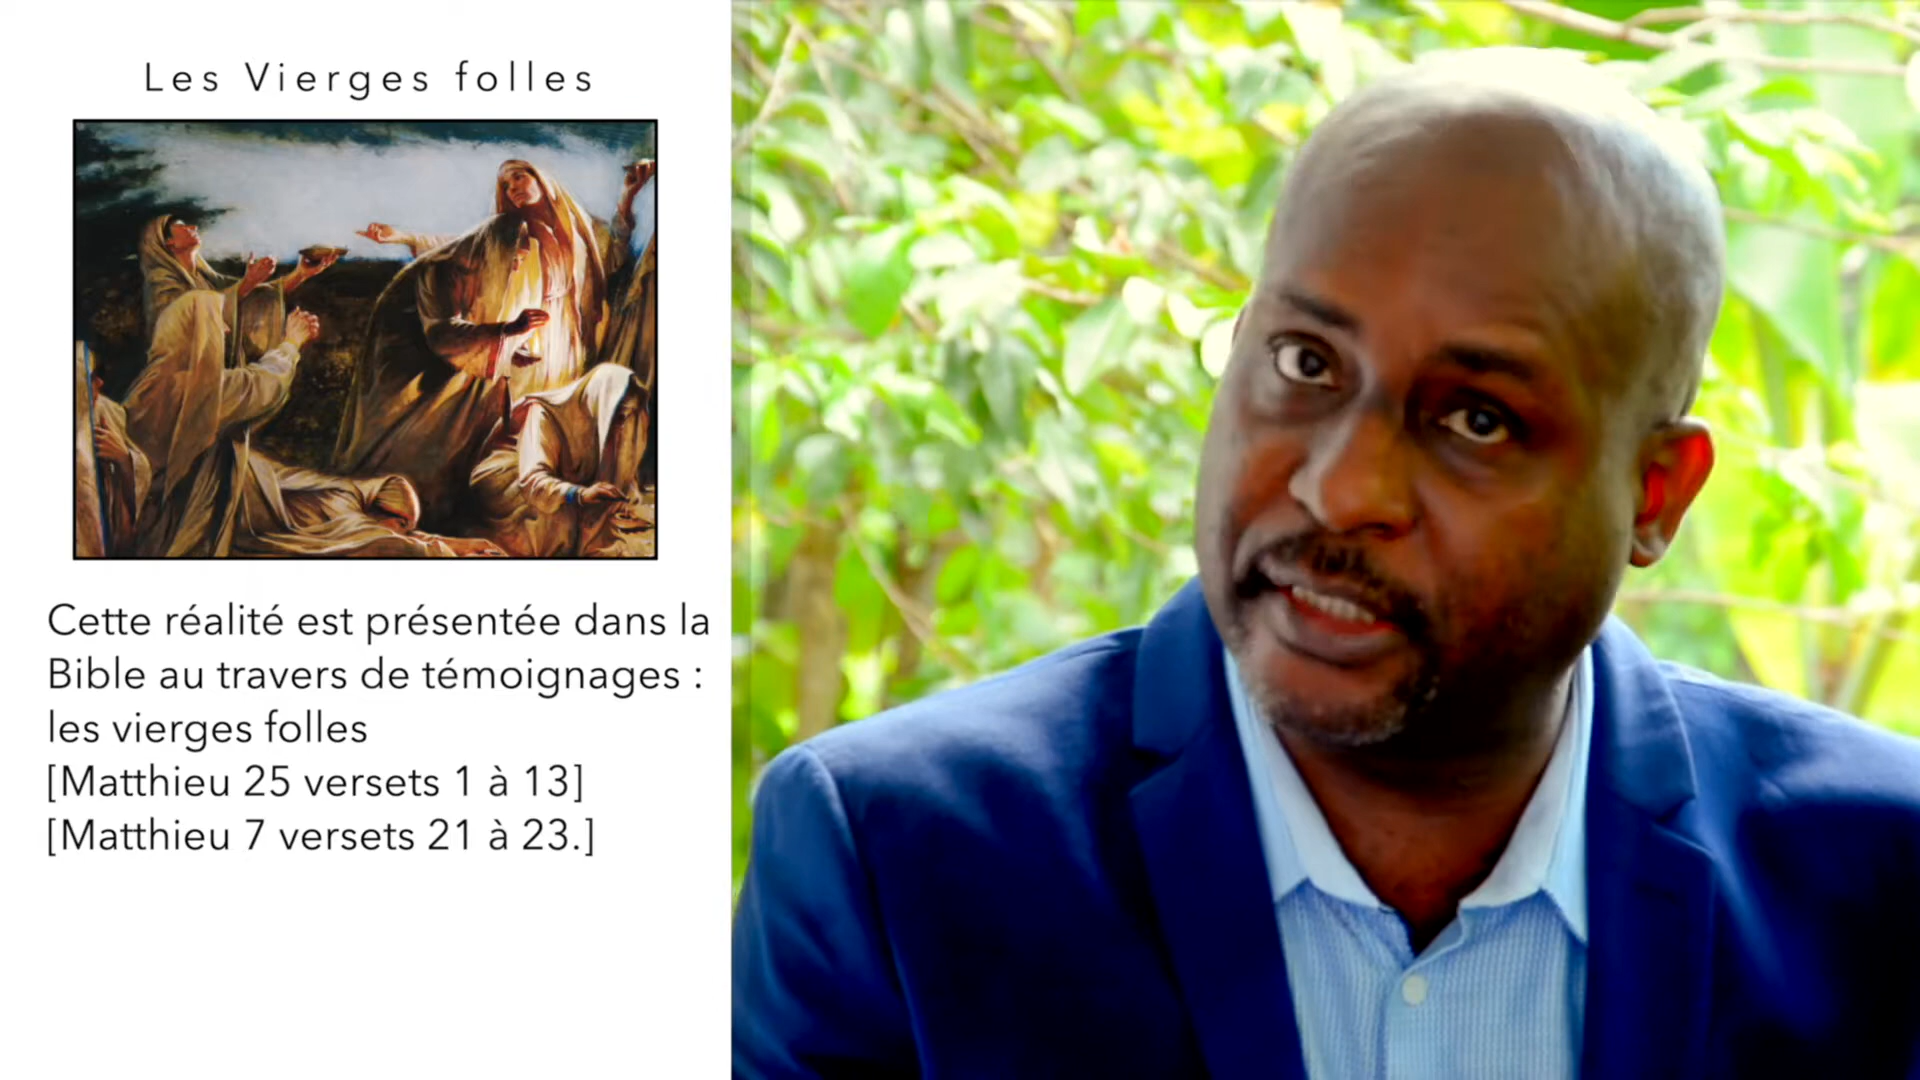 Les Vierges folles
Cette réalité est présentée dans la
Bible au travers de témoignages :
les vierges folles
[Matthieu 25 versets 1 à 13]
[Matthieu 7 versets 21 à 23.]